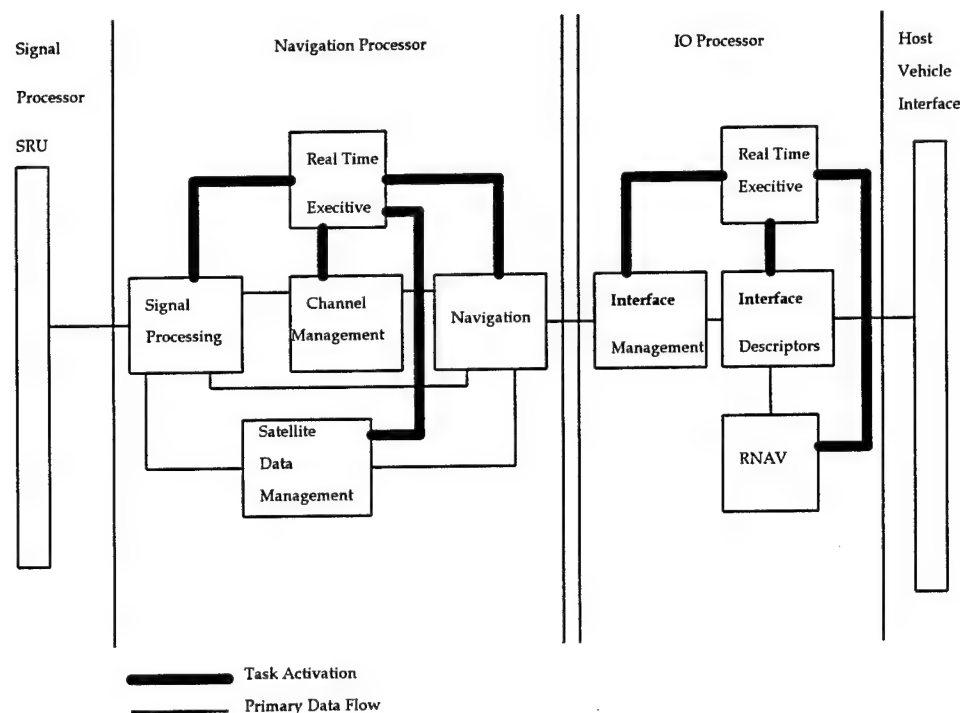 Signal
Processor
SRU
Navigation Processor
IO Processor
Host
Vehicle
Interface
Real Time
Execitive
Real Time
Execitive
Signal
Processing
Channel
Management
Navigation
Interface
Management
Interface
Descriptors
Satellite
Data
Management
RNAV
Task Activation
Primary Data Flow